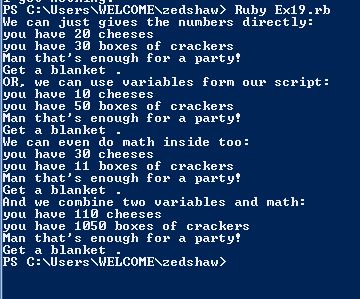 PS C:\Users\WELCOME\zedshaw> Ruby Ex19.rb
We can just gives the numbers directly:
you have 20 cheeses
you have 30 boxes of crackers
Man that's enough for a party!
Get a blanket .
OR, we can use variables form our script:
you have 10 cheeses
you have 50 boxes of crackers
Man that's enough for a party!
Get a blanket .
We can even do math inside too:
you have 30 cheeses
you have 11 boxes of crackers
Man that's enough for a party!
Get a blanket .
And we combine two variables and math:
you have 110 cheeses
you have 1050 boxes of crackers
Man that's enough for a party!
Get a blanket .
PS C:\Users\WELCOME\zedshaw>